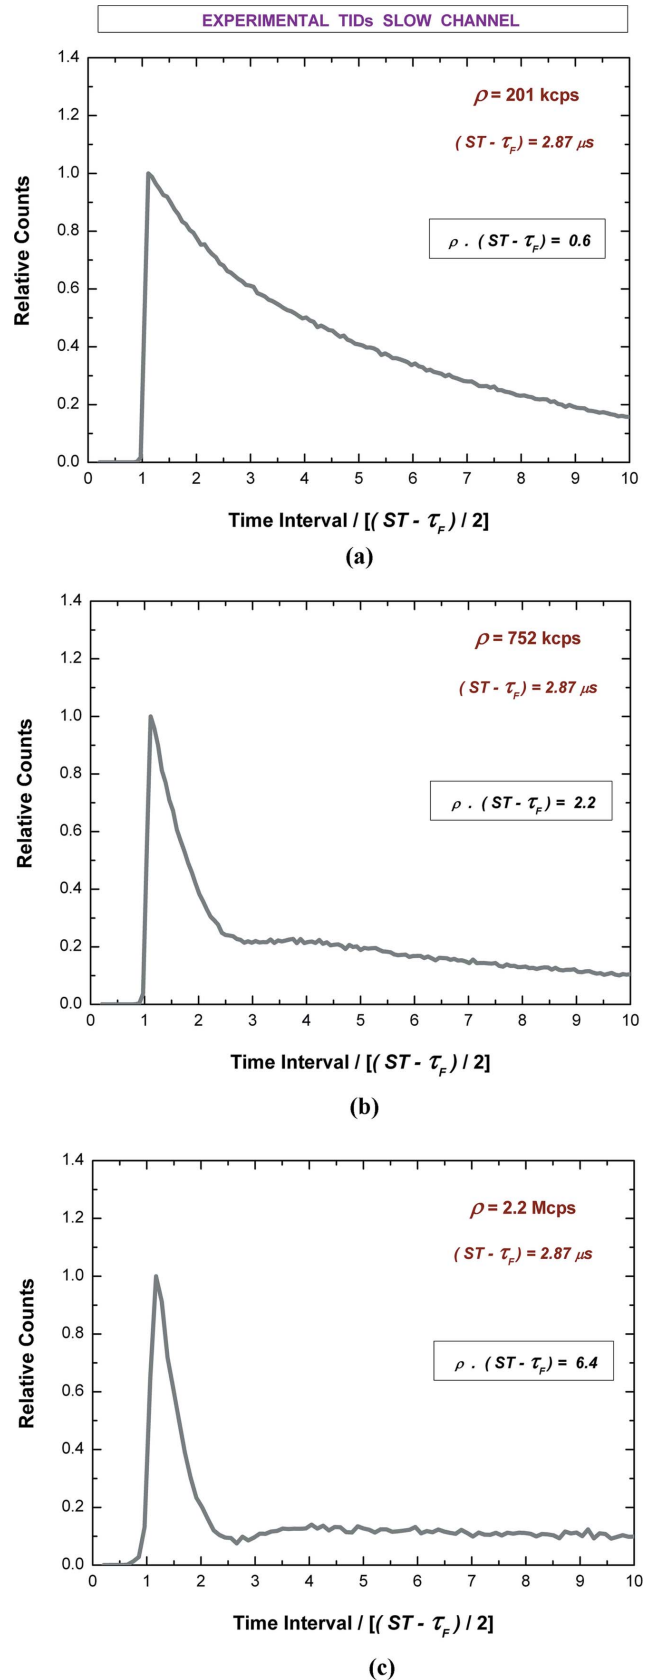 EXPERIMENTAL TIDs SLOW CHANNEL
1.4
1.2
1.0
0.8
0.6
0.4
0.2
0.0
Relative Counts
ρ = 201 kcps
(ST - τF) = 2.87 μs
ρ . (ST - τF) = 0.6
0 1 2 3 4 5 6 7 8 9 10
Time Interval / [(ST - τF) / 2]
(a)
1.4
1.2
1.0
0.8
0.6
0.4
0.2
0.0
Relative Counts
ρ = 752 kcps
(ST - τF) = 2.87 μs
ρ . (ST - τF) = 2.2
0 1 2 3 4 5 6 7 8 9 10
Time Interval / [(ST - τF) / 2]
(b)
1.4
1.2
1.0
0.8
0.6
0.4
0.2
0.0
Relative Counts
ρ = 2.2 Mcps
(ST - τF) = 2.87 μs
ρ . (ST - τF) = 6.4
0 1 2 3 4 5 6 7 8 9 10
Time Interval / [(ST - τF) / 2]
(c)